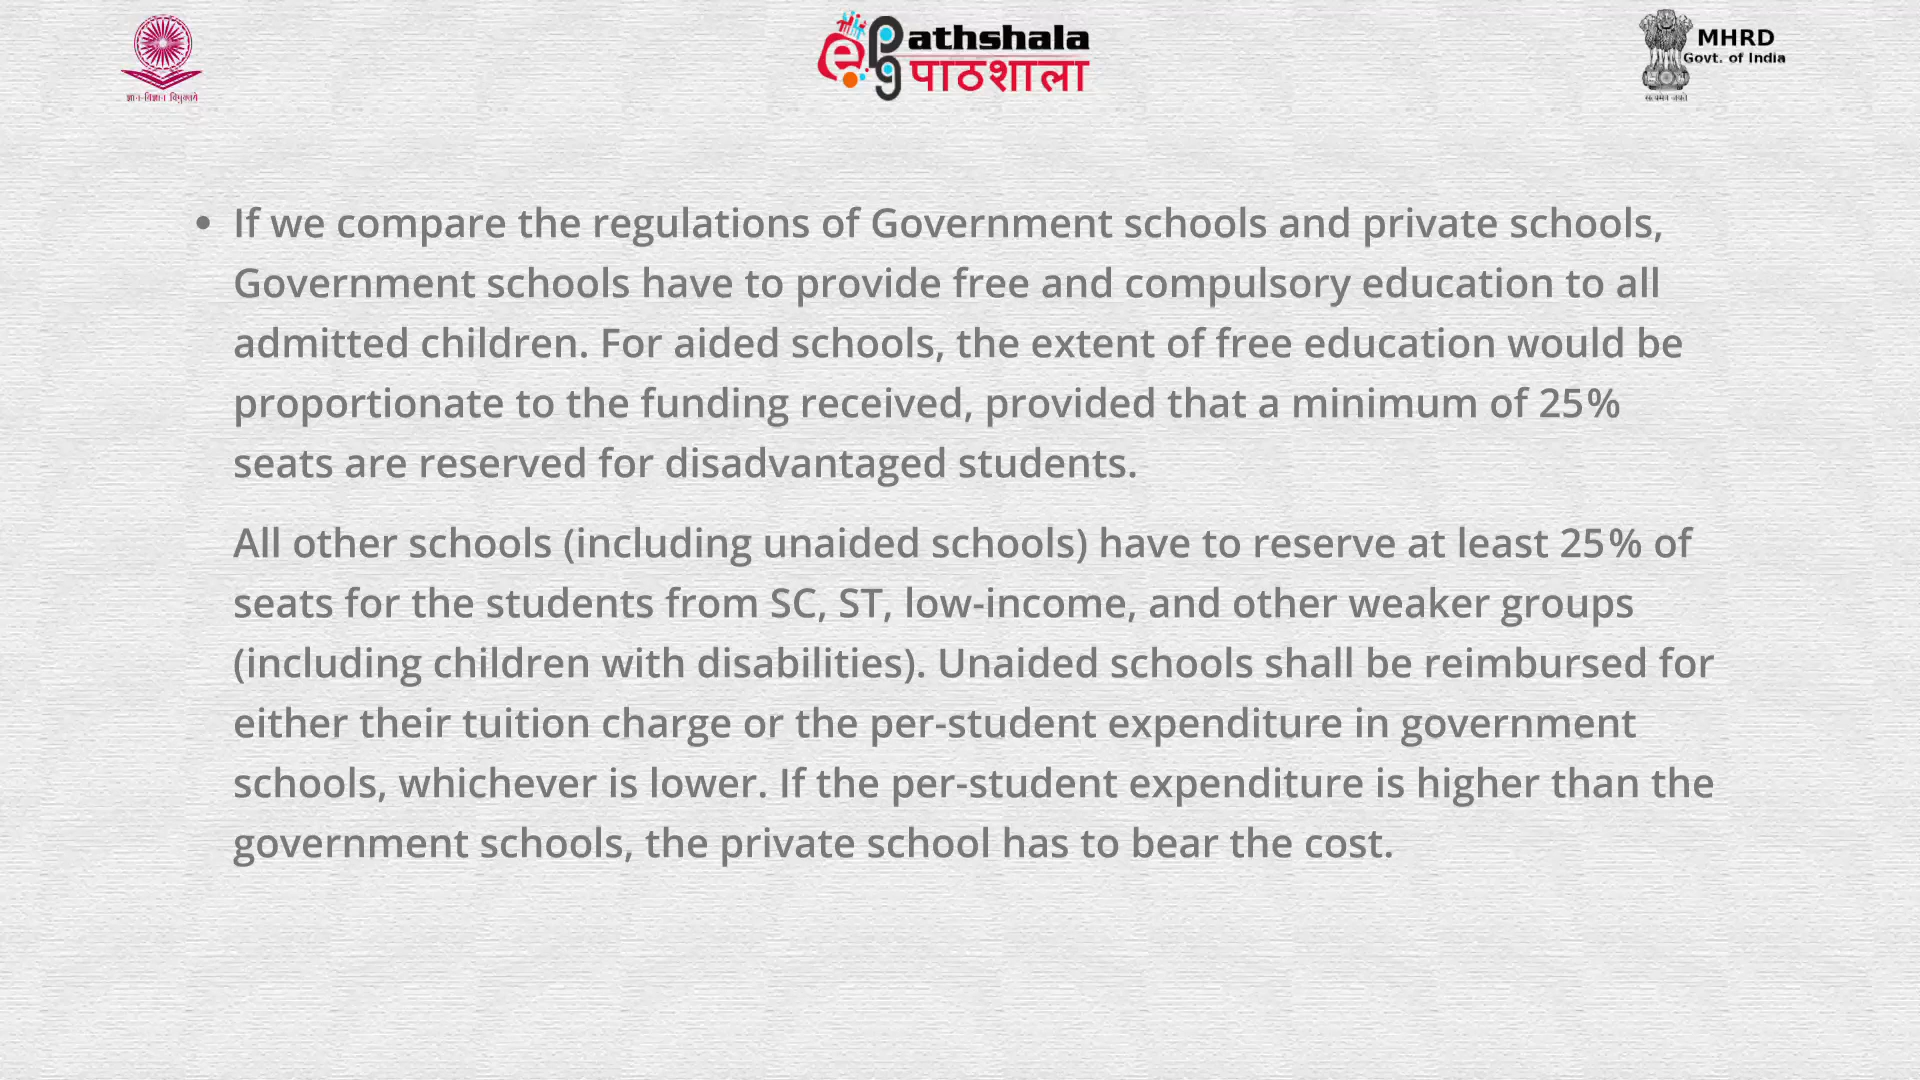 ज्ञान-विज्ञान विमुक्तये
ePG
athshala
पाठशाला
MHRD
Govt. of India
• If we compare the regulations of Government schools and private schools,
Government schools have to provide free and compulsory education to all
admitted children. For aided schools, the extent of free education would be
proportionate to the funding received, provided that a minimum of 25%
seats are reserved for disadvantaged students.
All other schools (including unaided schools) have to reserve at least 25% of
seats for the students from SC, ST, low-income, and other weaker groups
(including children with disabilities). Unaided schools shall be reimbursed for
either their tuition charge or the per-student expenditure in government
schools, whichever is lower. If the per-student expenditure is higher than the
government schools, the private school has to bear the cost.